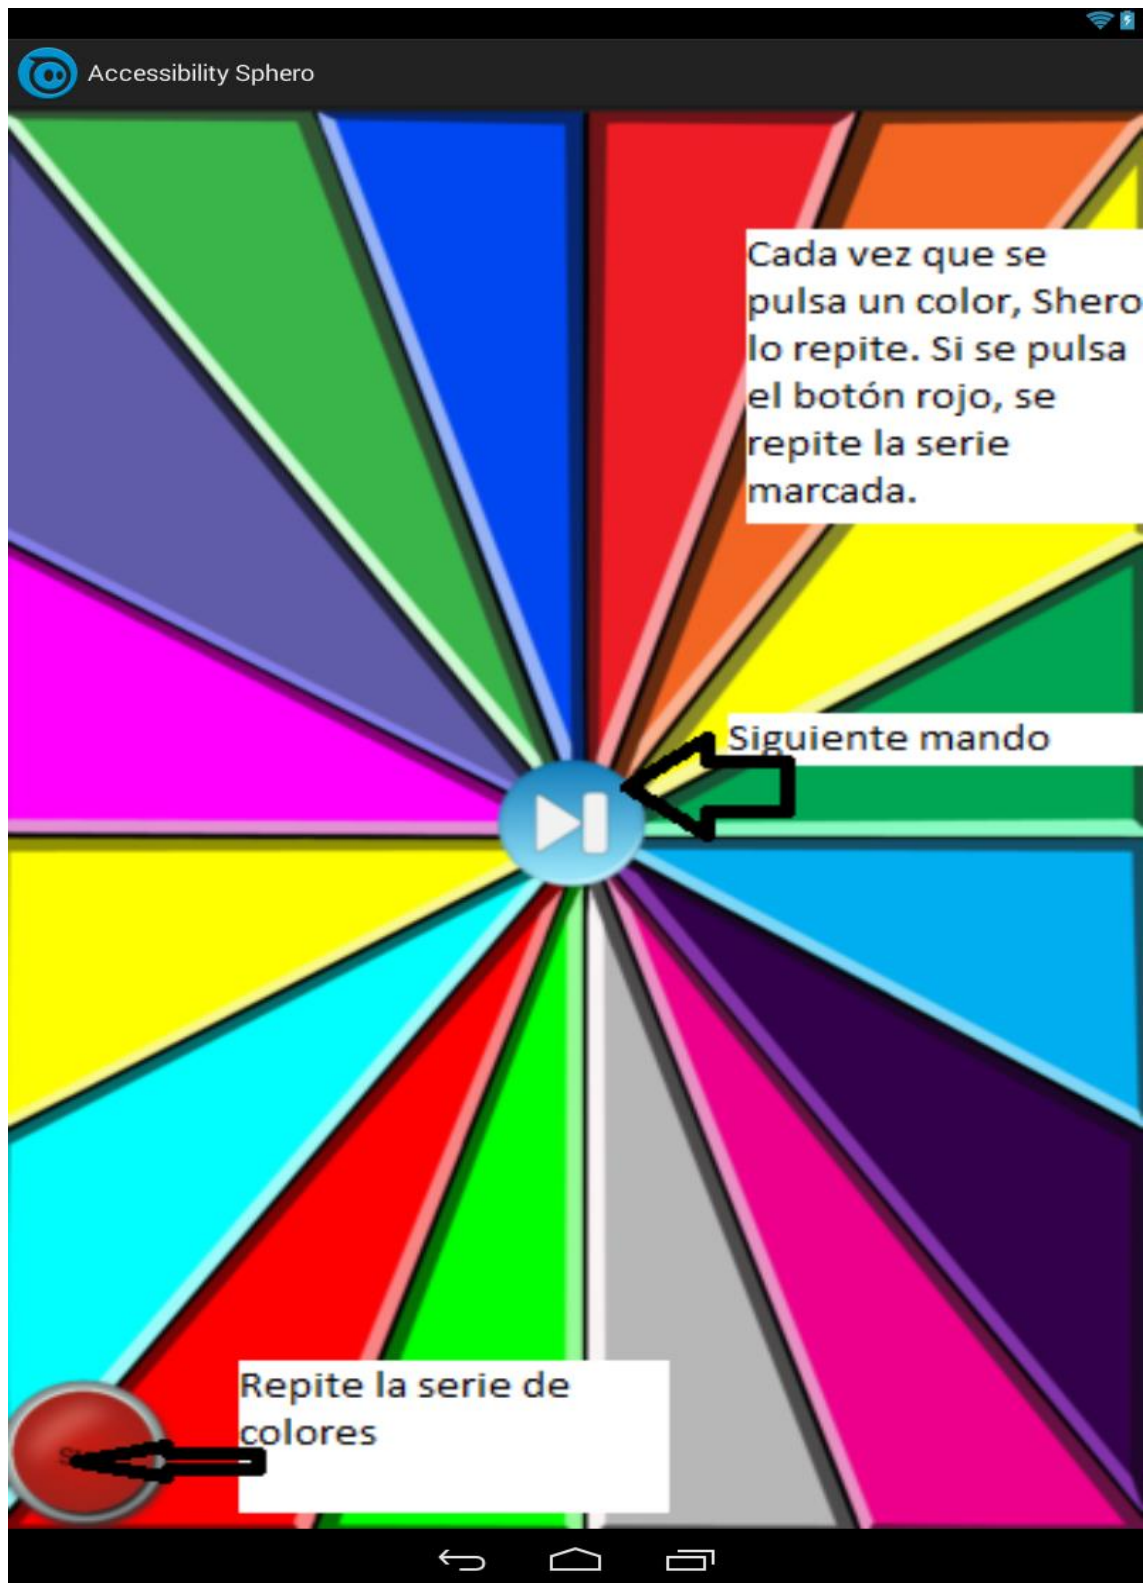 Accessibility Sphero
Cada vez que se
pulsa un color, Shero
lo repite. Si se pulsa
el botón rojo, se
repite la serie
marcada.
Siguiente mando
Repite la serie de
colores